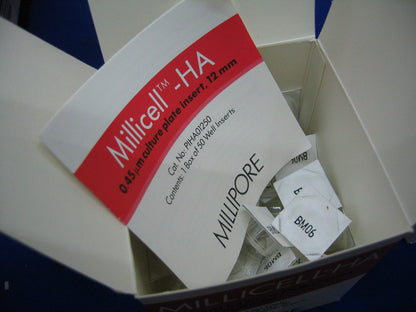 Millicell™-HA
0.45 µm culture plate insert, 12 mm
Cat. No: PIHA01250
Contents: 1 Box of 50 Well Inserts
MILLIPORE
BM06
BM06
MILLICELL-HA